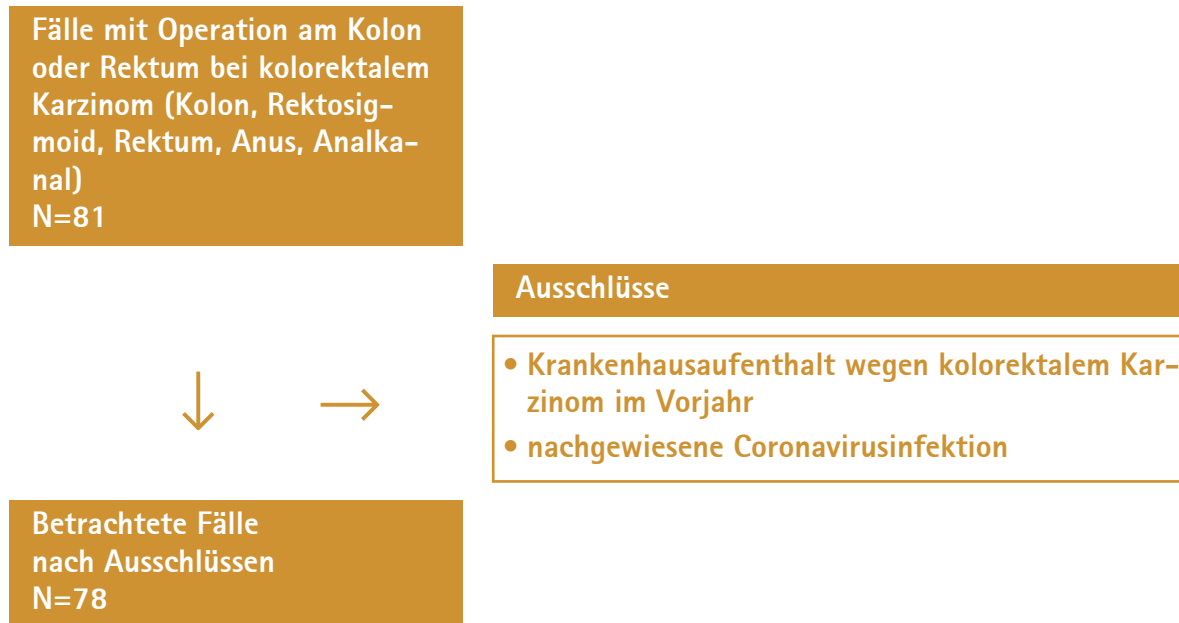 Fälle mit Operation am Kolon
oder Rektum bei kolorektalem
Karzinom (Kolon, Rektosig-
moid, Rektum, Anus, Analka-
nal)
N=81
Ausschlüsse
• Krankenhausaufenthalt wegen kolorektalem Kar-
zinom im Vorjahr
• nachgewiesene Coronavirusinfektion
Betrachtete Fälle
nach Ausschlüssen
N=78